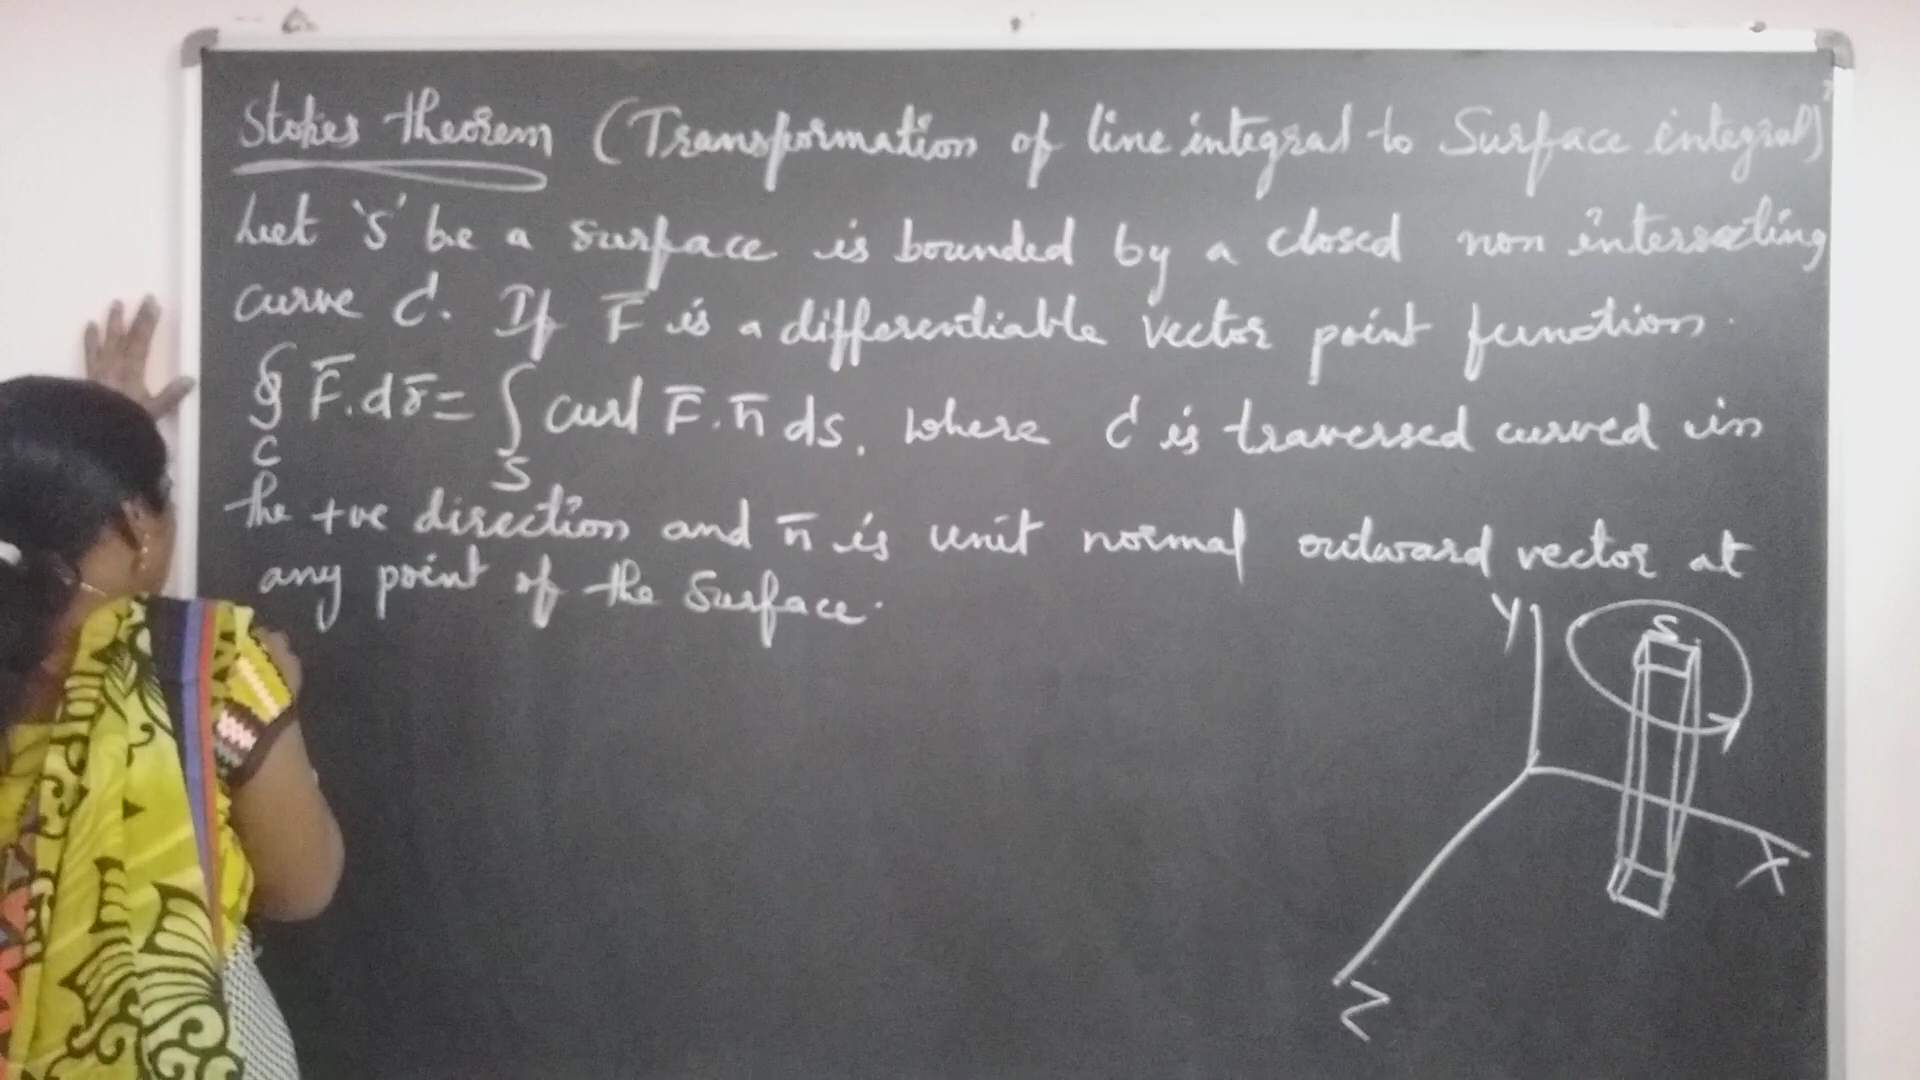 Stokes theorem (Transformation of line integral to Surface integral)
Let 'S' be a surface is bounded by a closed non intersecting
curve C. If F̅ is a differentiable vector point function.
∮_C F̅.dr̅ = ∫_S curl F̅.n̅ ds, where C is traversed curved in
the +ve direction and n̅ is unit normal outward vector at
any point of the surface.
Y
S
X
Z